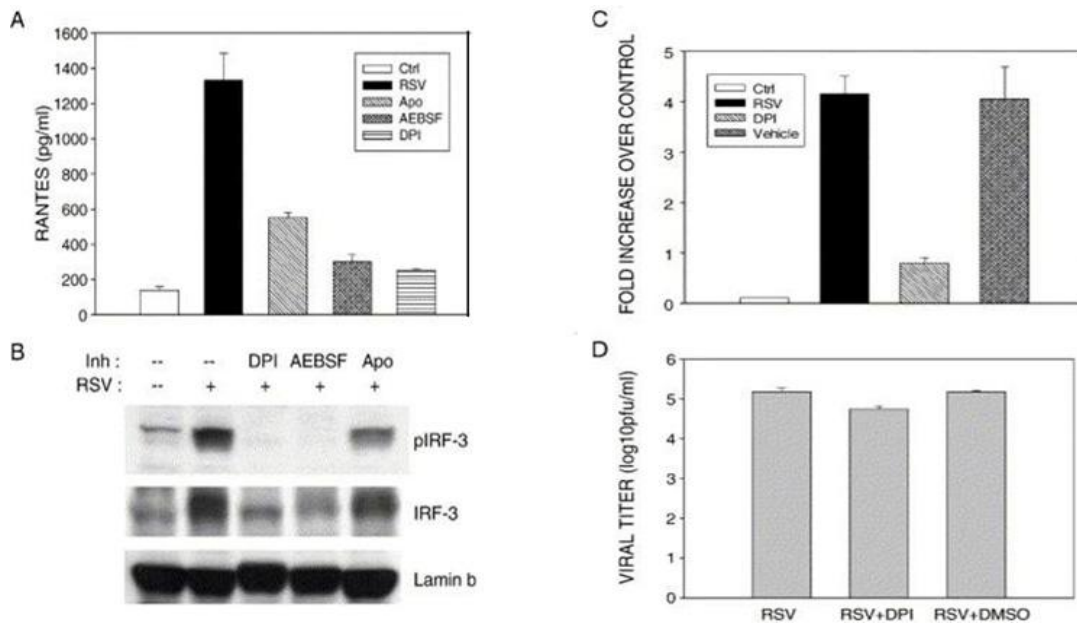 A
1600
1400
1200
1000
800
600
400
200
0
RANTES (pg/ml)
Ctrl
RSV
Apo
AEBSF
DPI
B
Inh : -- -- DPI AEBSF Apo
RSV : -- + + + +
pIRF-3
IRF-3
Lamin b
C
5
4
3
2
1
0
FOLD INCREASE OVER CONTROL
Ctrl
RSV
DPI
Vehicle
D
6
5
4
3
2
1
0
VIRAL TITER (log10pfu/ml)
RSV RSV+DPI RSV+DMSO